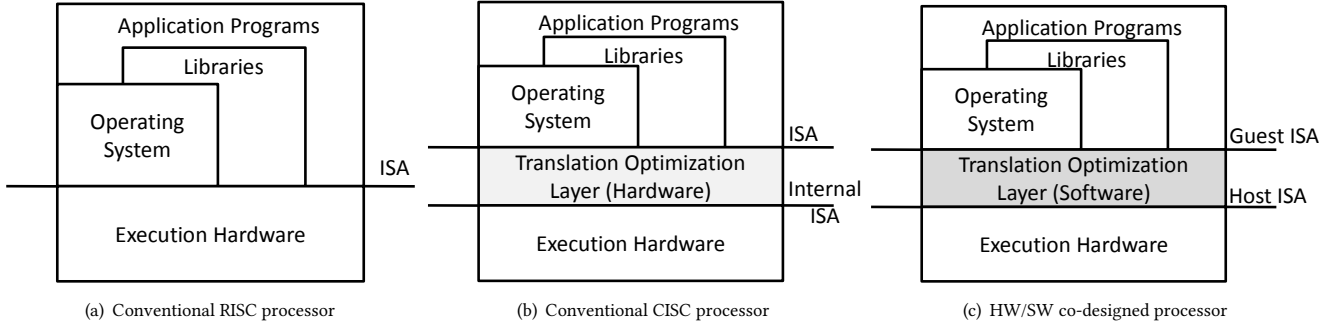 Application Programs
Libraries
Operating
System
ISA
Execution Hardware
(a) Conventional RISC processor
Application Programs
Libraries
Operating
System
ISA
Translation Optimization
Layer (Hardware)
Internal
ISA
Execution Hardware
(b) Conventional CISC processor
Application Programs
Libraries
Operating
System
Guest ISA
Translation Optimization
Layer (Software)
Host ISA
Execution Hardware
(c) HW/SW co-designed processor